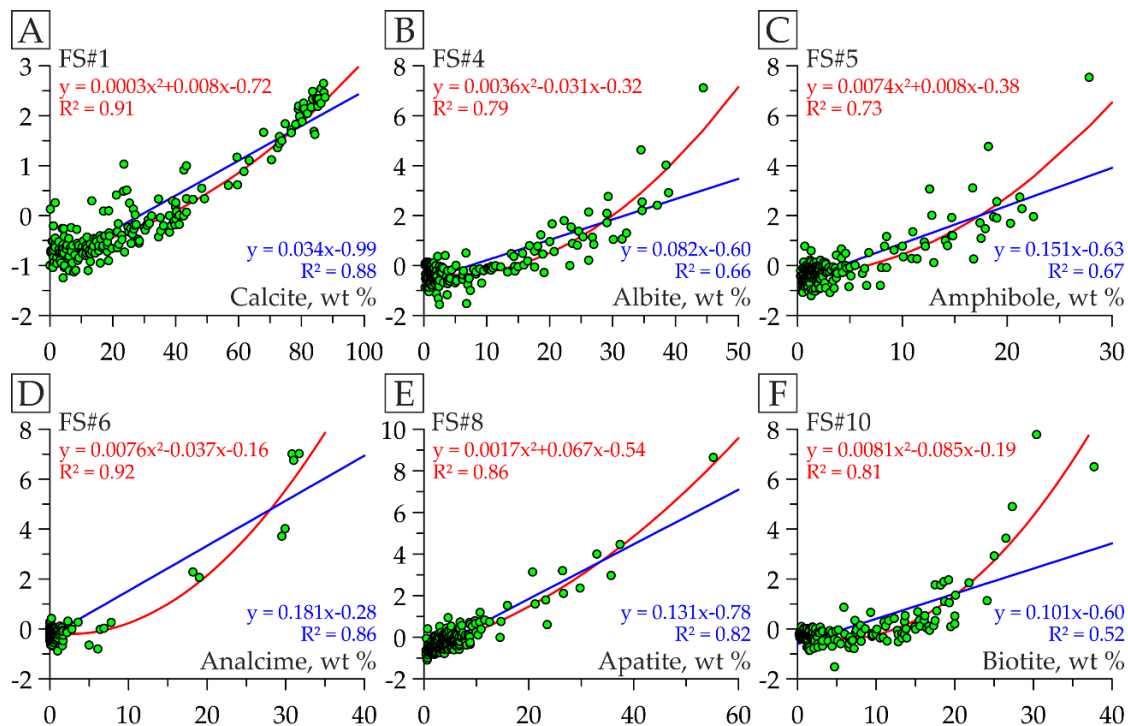 A
FS#1
y = 0.0003x²+0.008x-0.72
R² = 0.91
y = 0.034x-0.99
R² = 0.88
Calcite, wt %
3
2
1
0
-1
-2
0 20 40 60 80 100
B
FS#4
y = 0.0036x²-0.031x-0.32
R² = 0.79
y = 0.082x-0.60
R² = 0.66
Albite, wt %
8
6
4
2
0
-2
0 10 20 30 40 50
C
FS#5
y = 0.0074x²+0.008x-0.38
R² = 0.73
y = 0.151x-0.63
R² = 0.67
Amphibole, wt %
8
6
4
2
0
-2
0 10 20 30
D
FS#6
y = 0.0076x²-0.037x-0.16
R² = 0.92
y = 0.181x-0.28
R² = 0.86
Analcime, wt %
8
6
4
2
0
-2
0 10 20 30 40
E
FS#8
y = 0.0017x²+0.067x-0.54
R² = 0.86
y = 0.131x-0.78
R² = 0.82
Apatite, wt %
10
8
6
4
2
0
-2
0 20 40 60
F
FS#10
y = 0.0081x²-0.085x-0.19
R² = 0.81
y = 0.101x-0.60
R² = 0.52
Biotite, wt %
8
6
4
2
0
-2
0 10 20 30 40